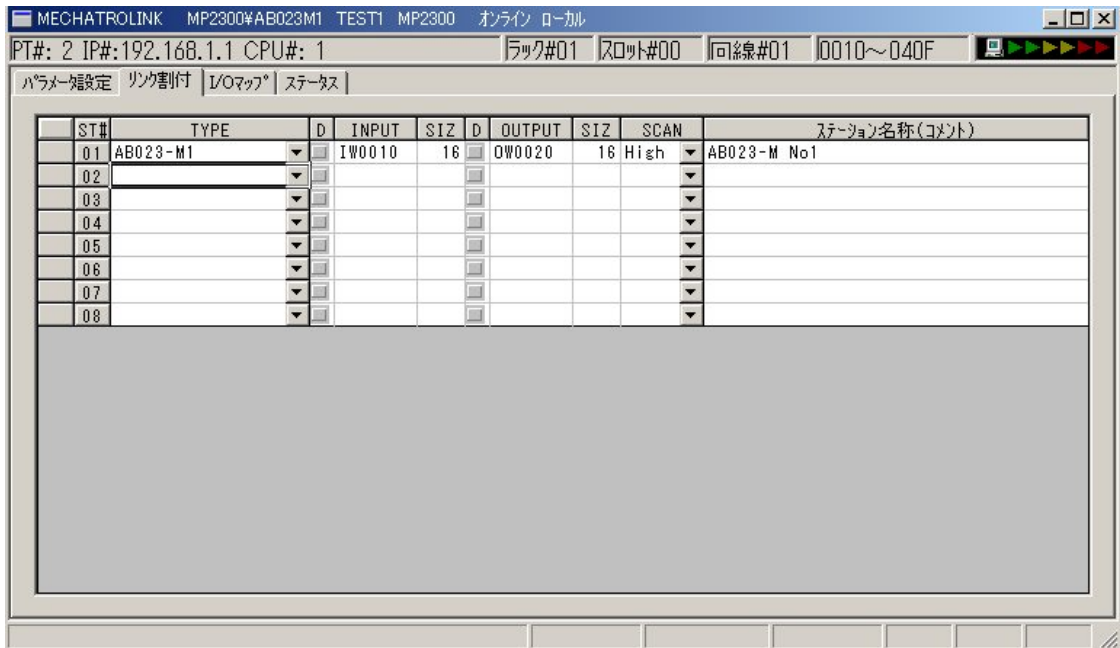 MECHATROLINK MP2300¥AB023M1 TEST1 MP2300 オンライン ローカル
PT#: 2 IP#:192.168.1.1 CPU#: 1 ラック#01 スロット#00 回線#01 0010～040F
パラメータ設定 リンク割付 I/Oマップ ステータス
ST# TYPE D INPUT SIZ D OUTPUT SIZ SCAN ステーション名称(コメント)
01 AB023-M1 IW0010 16 OW0020 16 High AB023-M No1
02
03
04
05
06
07
08